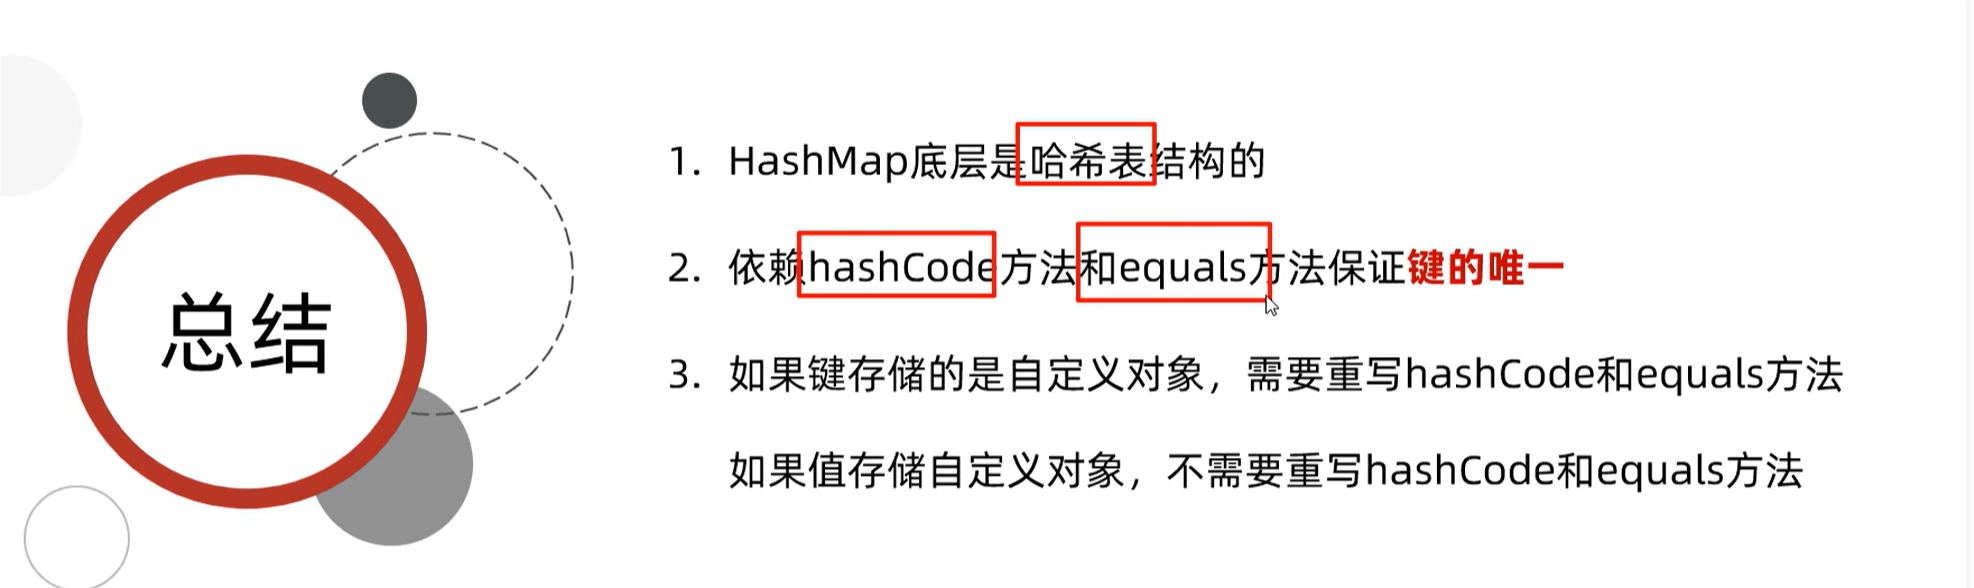 总结
1. HashMap底层是哈希表结构的
2. 依赖hashCode方法和equals方法保证键的唯一
3. 如果键存储的是自定义对象，需要重写hashCode和equals方法
如果值存储自定义对象，不需要重写hashCode和equals方法